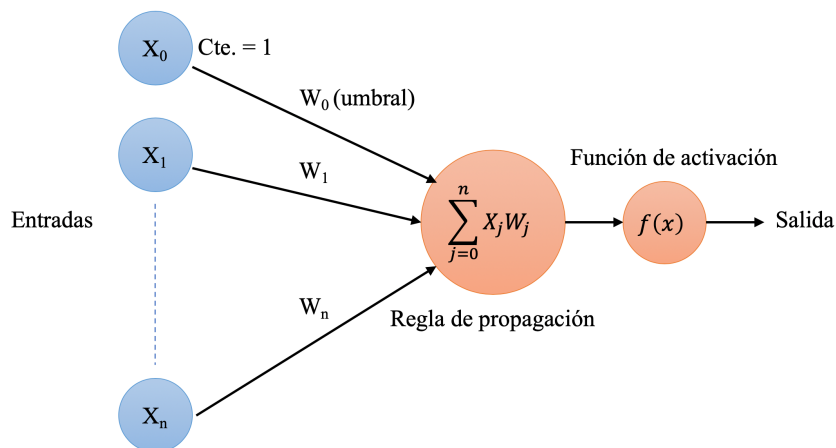 X₀ Cte. = 1
W₀ (umbral)
X₁
W₁
Función de activación
Entradas
n
∑ XⱼWⱼ
j=0
f(x)
Salida
Wₙ
Regla de propagación
Xₙ